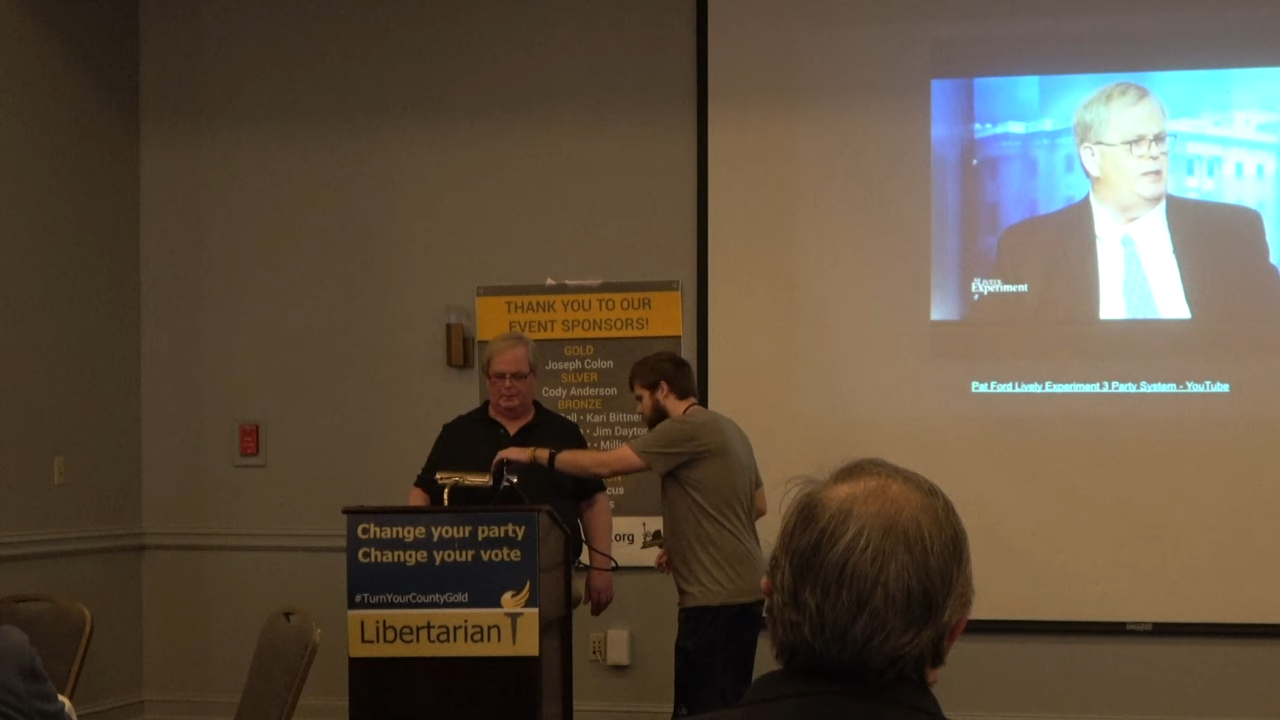 THANK YOU TO OUR
EVENT SPONSORS!
GOLD
Joseph Colon
SILVER
Cody Anderson
BRONZE
• Kari Bittner
• Jim Dayton
•
.org
Change your party
Change your vote
#TurnYourCountyGold
Libertarian
Experiment
Pat Ford Lively Experiment 3 Party System - YouTube